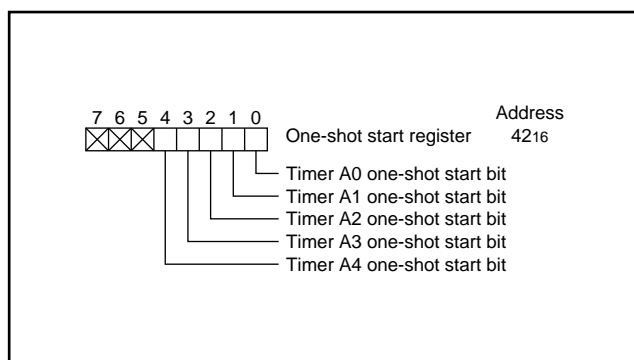 Address
7 6 5 4 3 2 1 0
One-shot start register 4216
Timer A0 one-shot start bit
Timer A1 one-shot start bit
Timer A2 one-shot start bit
Timer A3 one-shot start bit
Timer A4 one-shot start bit